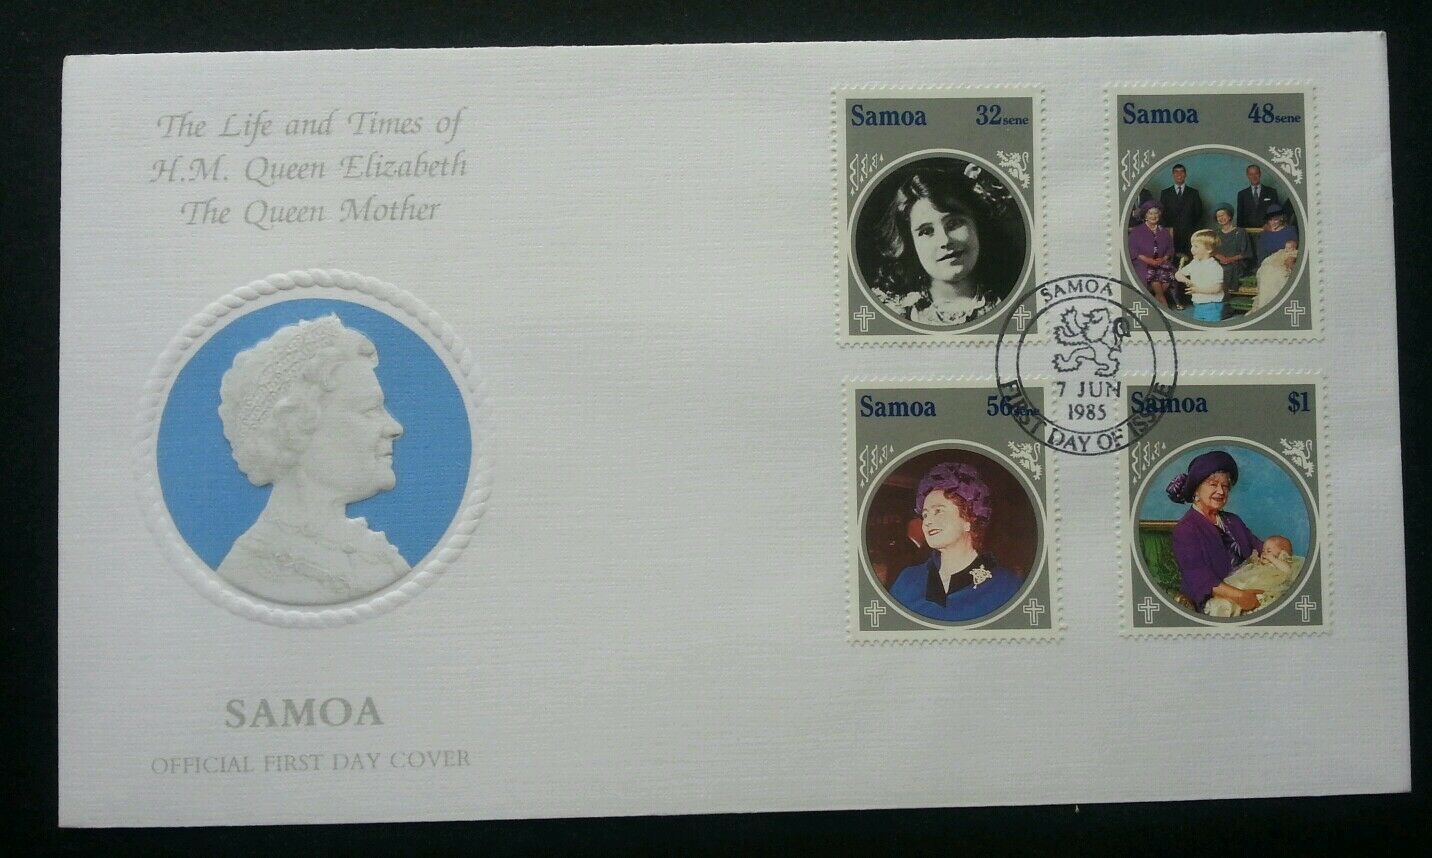 The Life and Times of
H.M. Queen Elizabeth
The Queen Mother
SAMOA
OFFICIAL FIRST DAY COVER
Samoa 32sene
Samoa 48sene
SAMOA
7 JUN
1985
FIRST DAY OF ISSUE
Samoa 56sene
Samoa $1